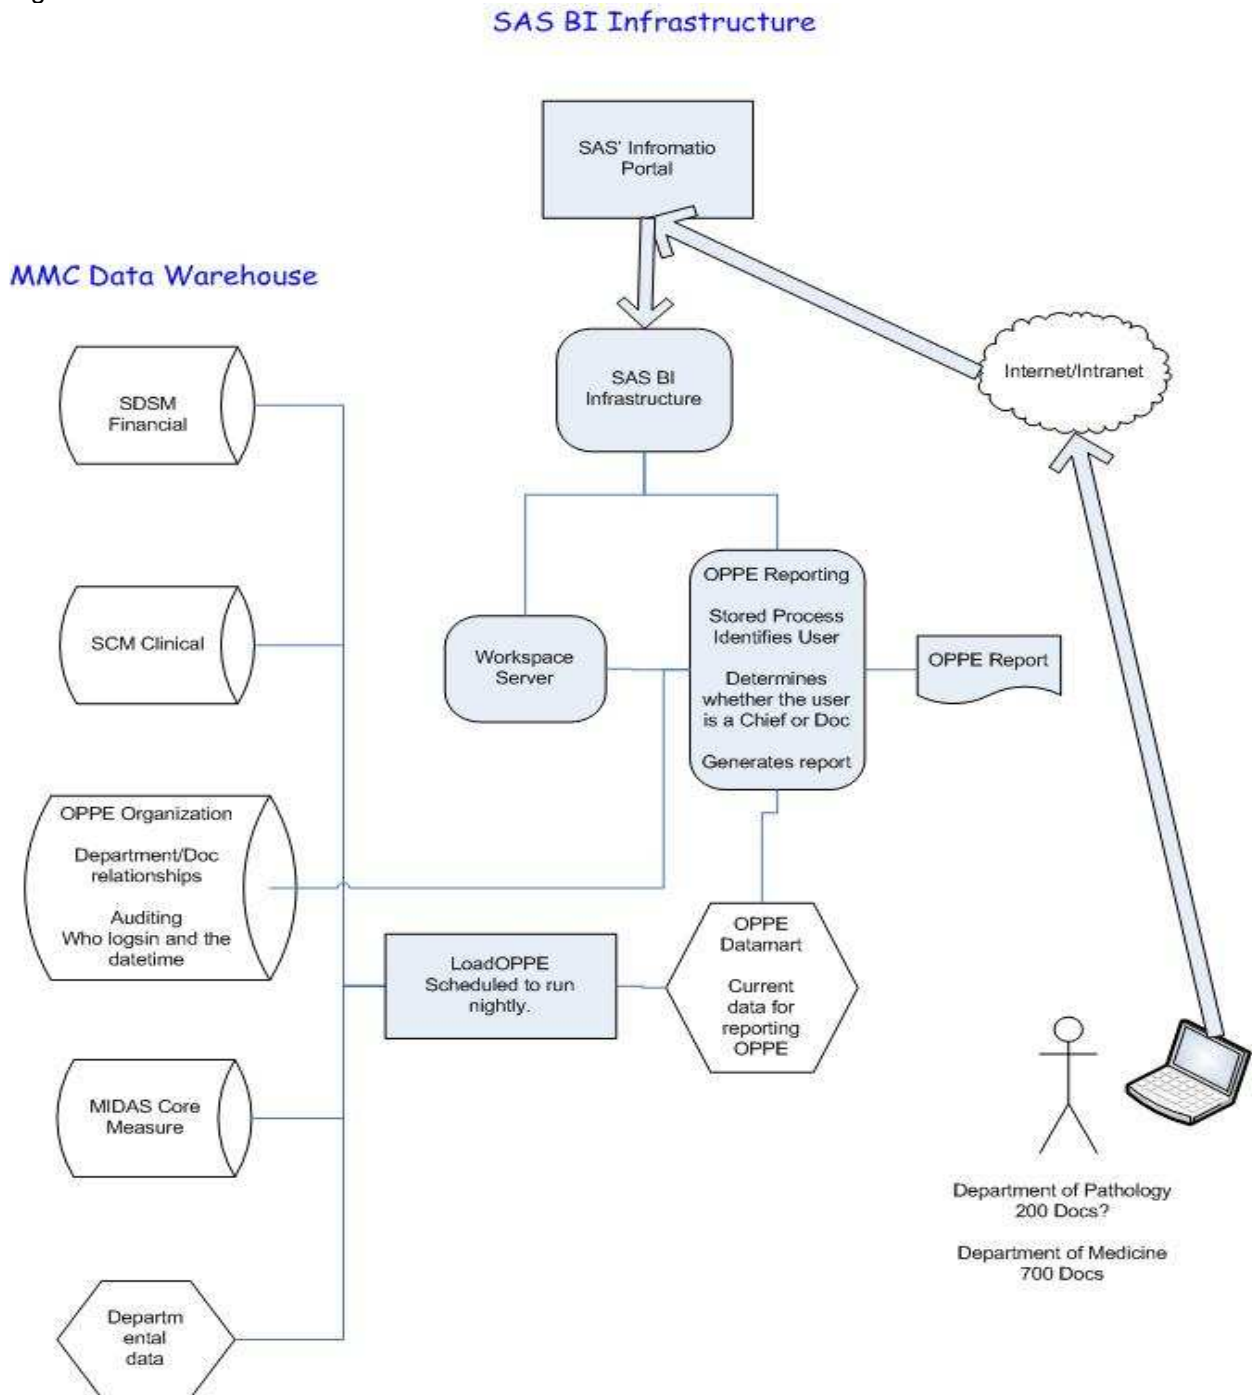 SAS BI Infrastructure
SAS' Infromatio
Portal
MMC Data Warehouse
Internet/Intranet
SAS BI
Infrastructure
SDSM
Financial
OPPE Reporting
Stored Process
Identifies User
Determines
whether the user
is a Chief or Doc
Generates report
SCM Clinical
Workspace
Server
OPPE Report
OPPE Organization
Department/Doc
relationships
Auditing
Who logsin and the
datetime
LoadOPPE
Scheduled to run
nightly.
OPPE
Datamart
Current
data for
reporting
OPPE
MIDAS Core
Measure
Department of Pathology
200 Docs?
Department of Medicine
700 Docs
Departm
ental
data